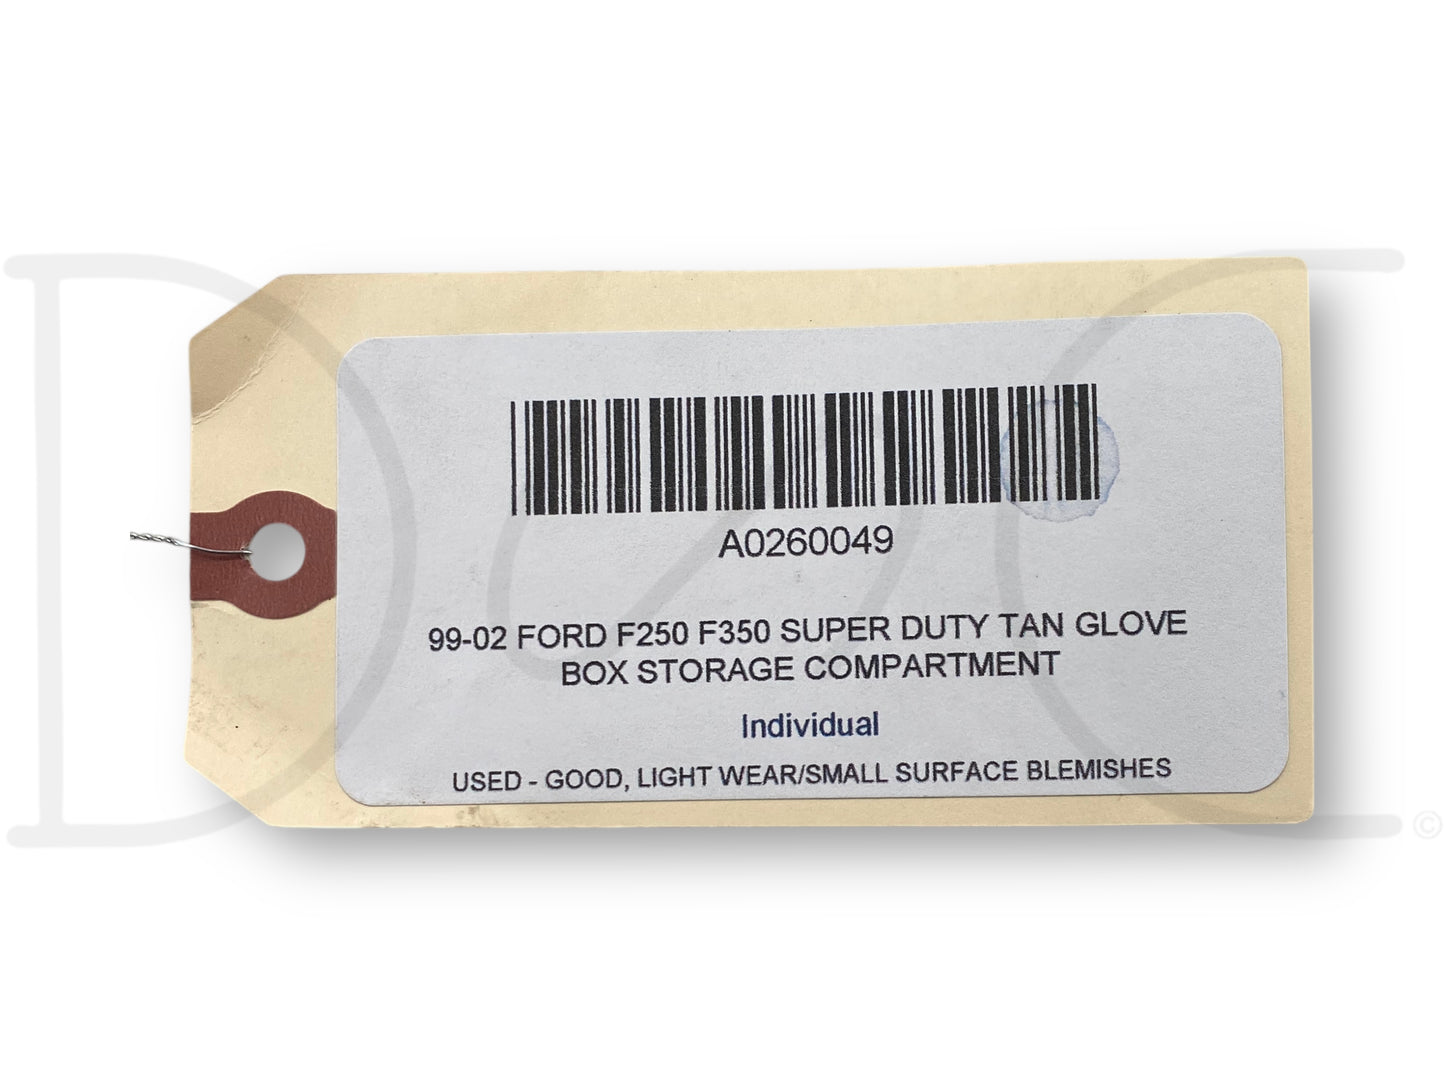 A0260049
99-02 FORD F250 F350 SUPER DUTY TAN GLOVE
BOX STORAGE COMPARTMENT
Individual
USED - GOOD, LIGHT WEAR/SMALL SURFACE BLEMISHES
©